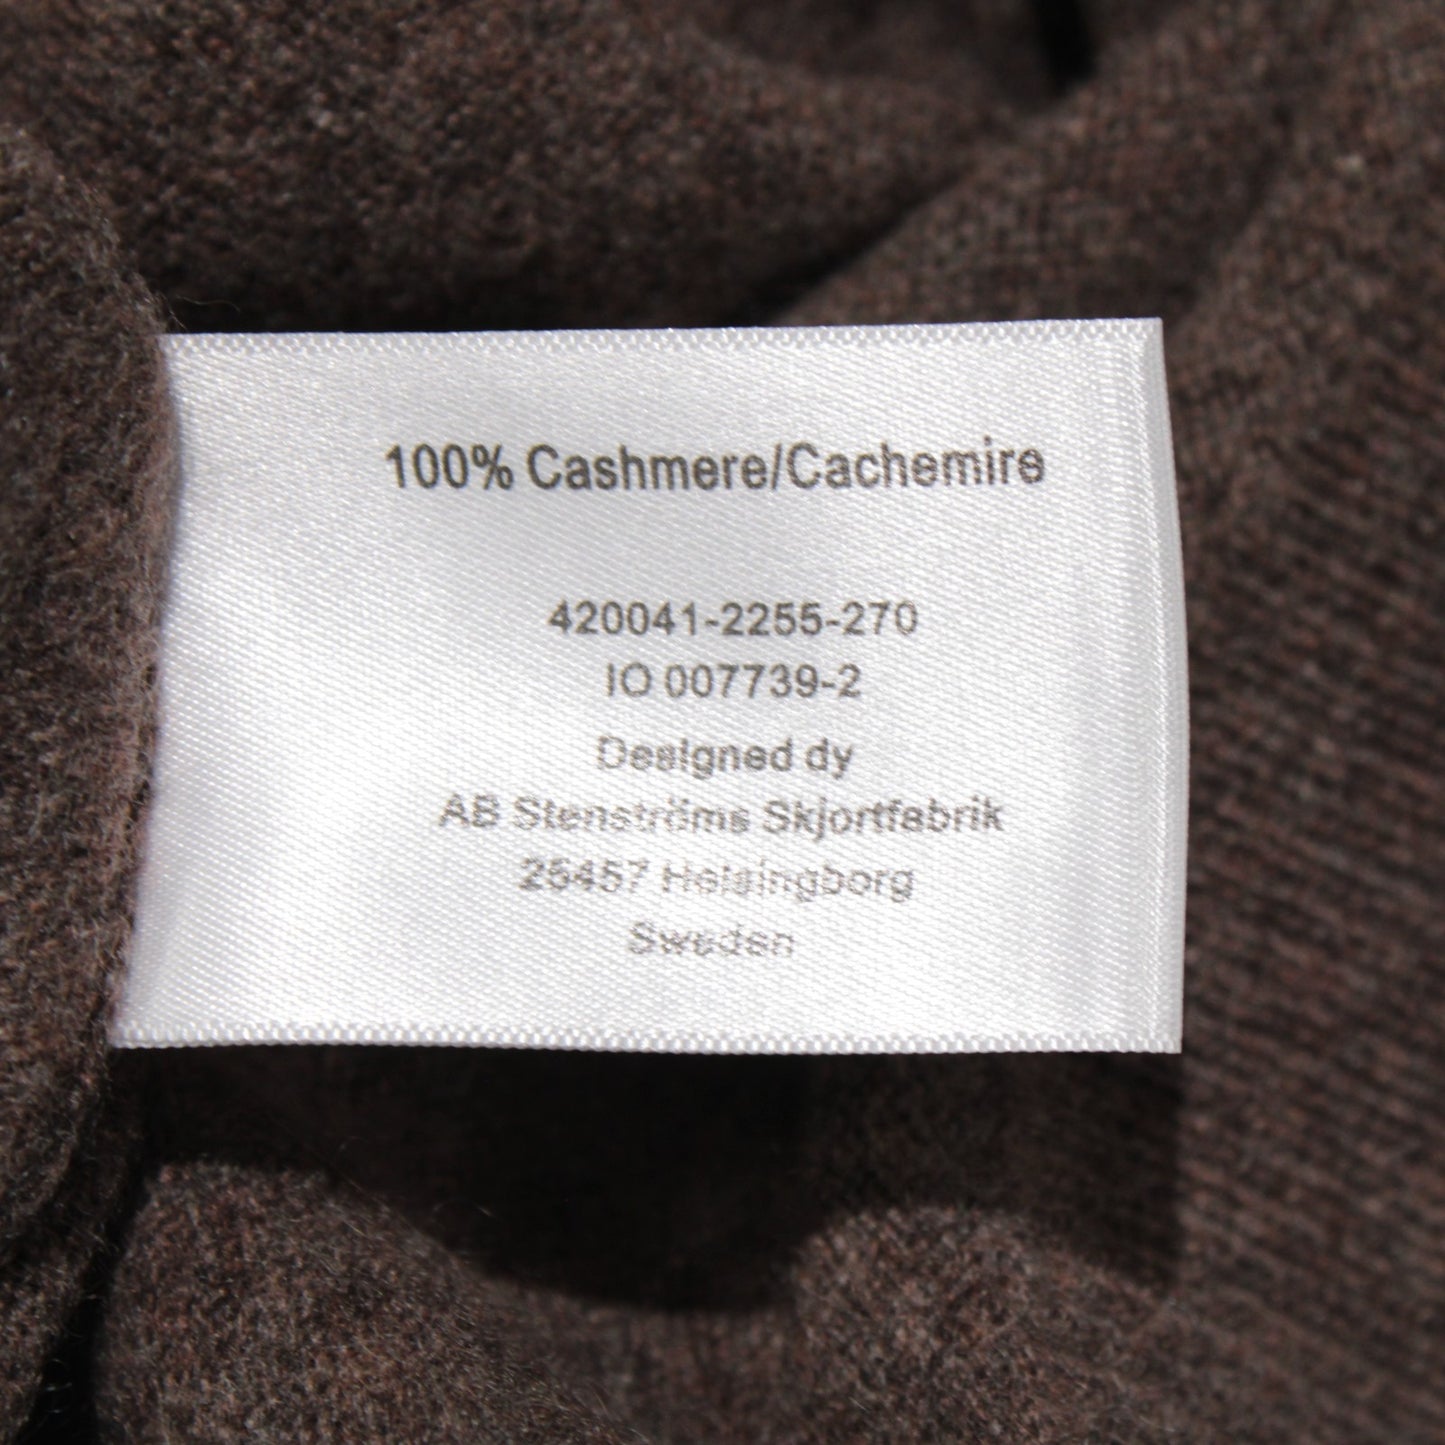 100% Cashmere/Cachemire
420041-2255-270
IO 007739-2
Designed dy
AB Stenströms Skjortfabrik
25457 Helsingborg
Sweden